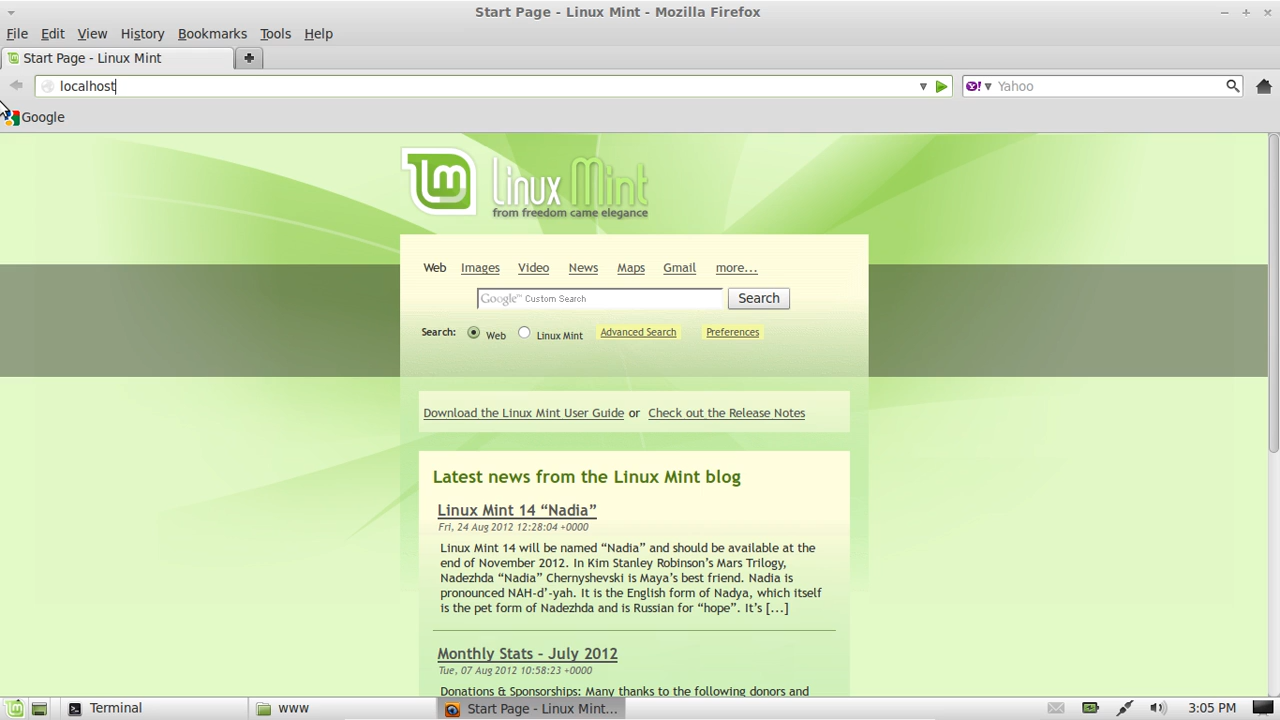 Start Page - Linux Mint - Mozilla Firefox
File Edit View History Bookmarks Tools Help
Start Page - Linux Mint
localhost
Y! Yahoo
Google
Linux Mint
from freedom came elegance
Web Images Video News Maps Gmail more...
Google™ Custom Search Search
Search: Web Linux Mint Advanced Search Preferences
Download the Linux Mint User Guide or Check out the Release Notes
Latest news from the Linux Mint blog
Linux Mint 14 “Nadia”
Fri, 24 Aug 2012 12:28:04 +0000
Linux Mint 14 will be named “Nadia” and should be available at the
end of November 2012. In Kim Stanley Robinson’s Mars Trilogy,
Nadezhda “Nadia” Chernyshevski is Maya’s best friend. Nadia is
pronounced NAH-d’-yah. It is the English form of Nadya, which itself
is the pet form of Nadezhda and is Russian for “hope”. It’s [...]
Monthly Stats – July 2012
Tue, 07 Aug 2012 10:58:23 +0000
Donations & Sponsorships: Many thanks to the following donors and
Terminal www Start Page - Linux Mint... 3:05 PM